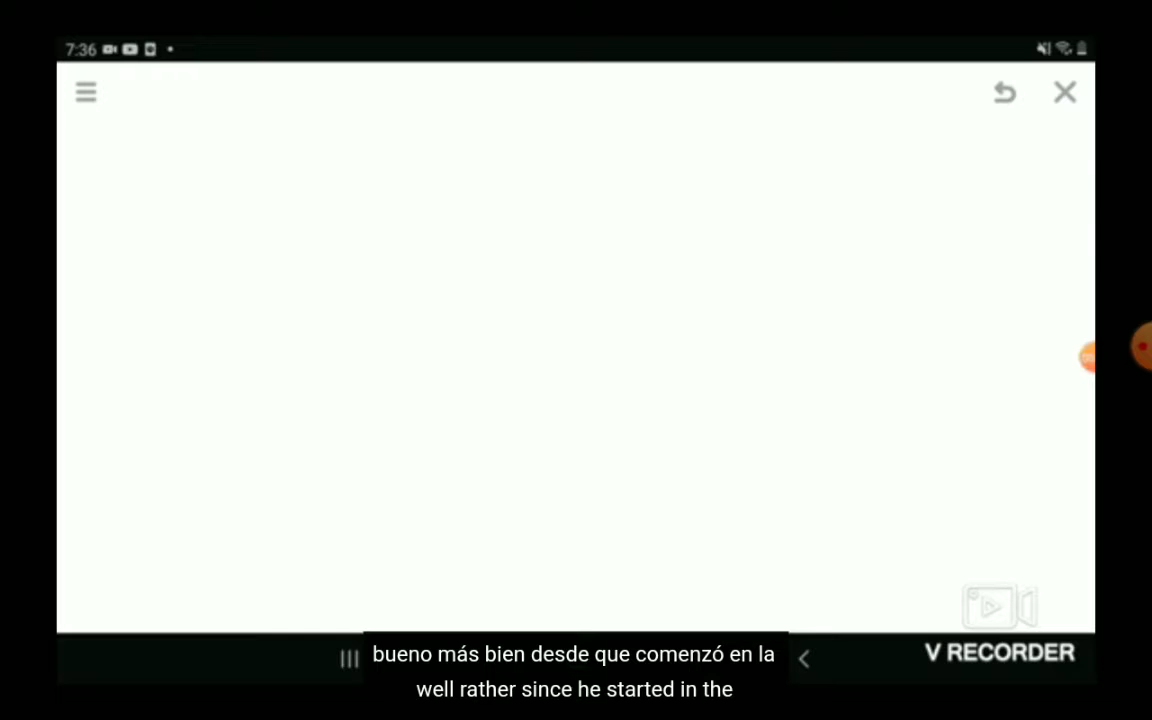 7:36
bueno más bien desde que comenzó en la
well rather since he started in the
V RECORDER